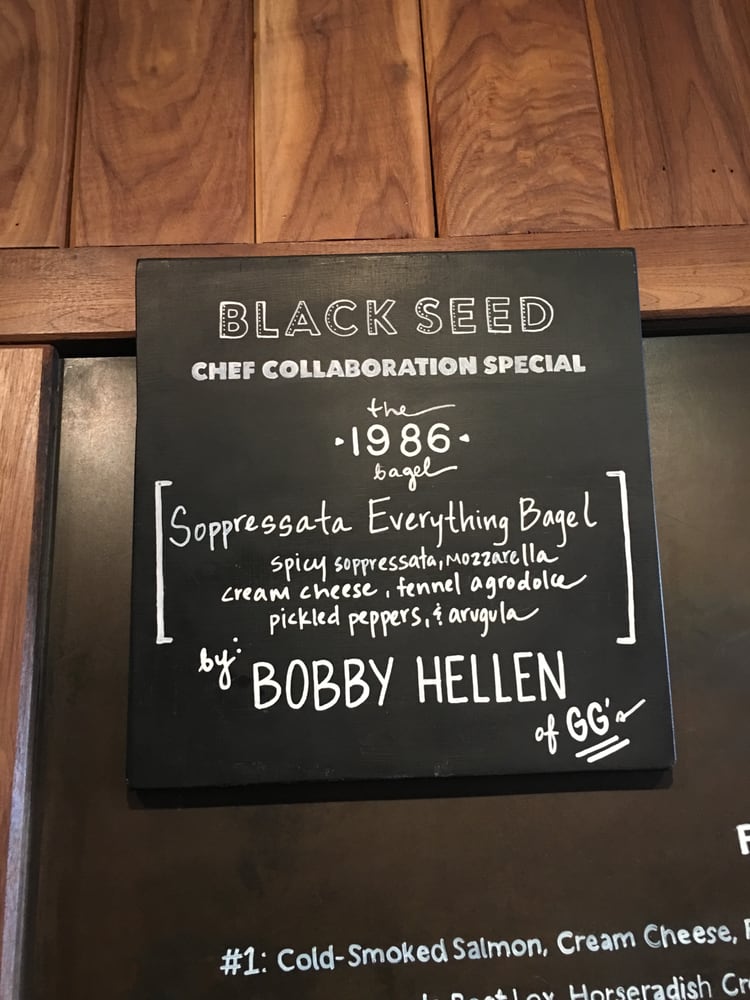 BLACK SEED
CHEF COLLABORATION SPECIAL
the
·1986·
bagel
[Soppressata Everything Bagel
spicy soppressata, mozzarella
cream cheese, fennel agrodolce
pickled peppers, & arugula]
by: BOBBY HELLEN
of GG's
#1: Cold-Smoked Salmon, Cream Cheese,
Horseradish